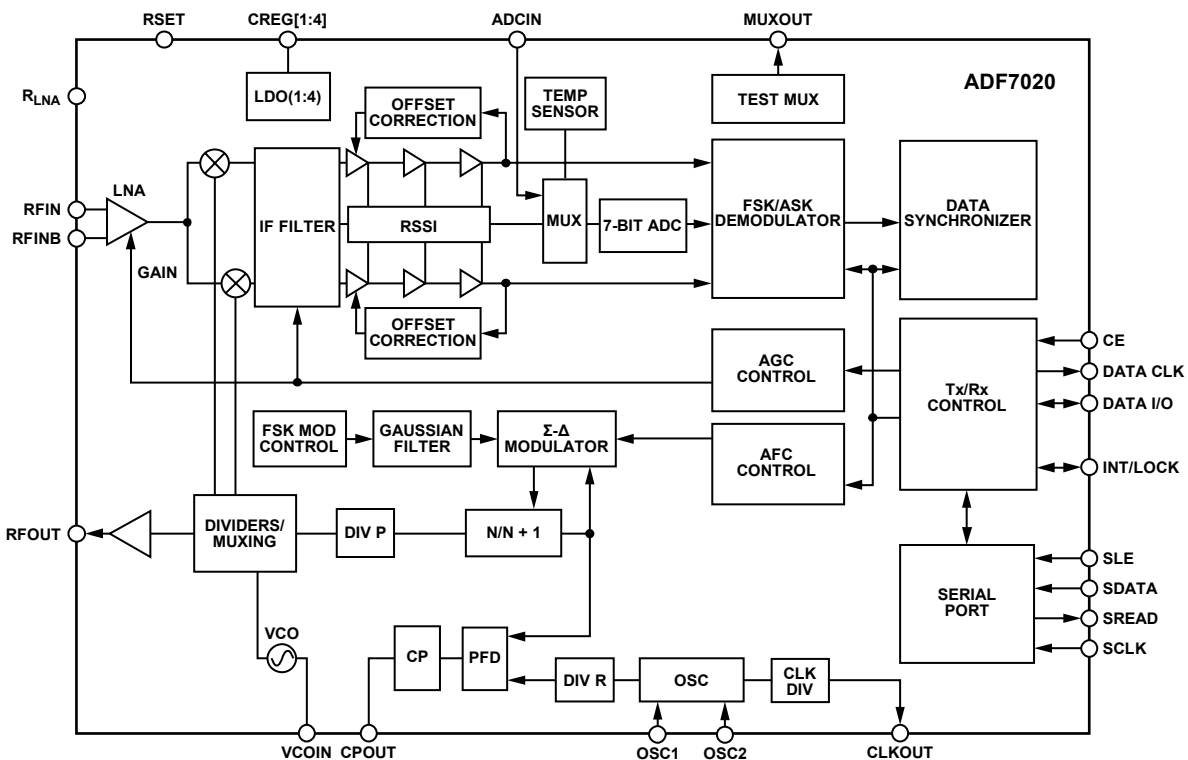 RSET
CREG[1:4]
ADCIN
MUXOUT
ADF7020
RLNA
LDO(1:4)
OFFSET
CORRECTION
TEMP
SENSOR
TEST MUX
LNA
RFIN
RFINB
IF FILTER
RSSI
MUX
7-BIT ADC
FSK/ASK
DEMODULATOR
DATA
SYNCHRONIZER
GAIN
OFFSET
CORRECTION
AGC
CONTROL
Tx/Rx
CONTROL
CE
DATA CLK
DATA I/O
INT/LOCK
FSK MOD
CONTROL
GAUSSIAN
FILTER
Σ-Δ
MODULATOR
AFC
CONTROL
RFOUT
DIVIDERS/
MUXING
DIV P
N/N + 1
SERIAL
PORT
SLE
SDATA
SREAD
SCLK
VCO
CP
PFD
DIV R
OSC
CLK
DIV
VCOIN
CPOUT
OSC1
OSC2
CLKOUT